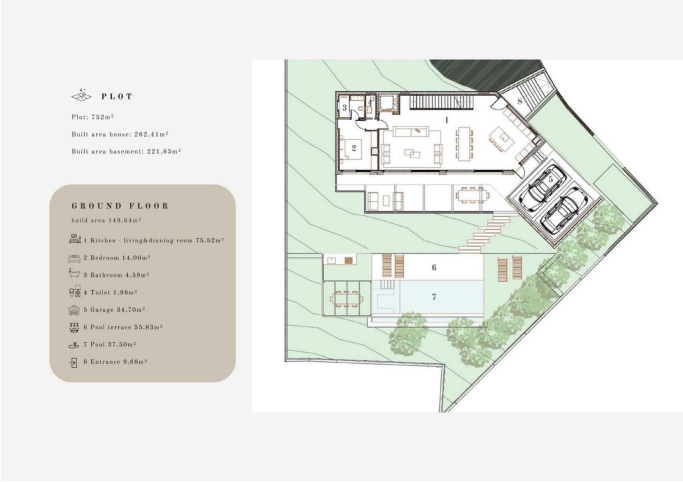 PLOT
Plot: 752m²
Built area house: 262,41m²
Built area basement: 221,65m²
GROUND FLOOR
build area 149,64m²
1 Kitchen - living&dinning room 75,52m²
2 Bedroom 14,00m²
3 Bathroom 4,59m²
4 Toilet 1,98m²
5 Garage 34,70m²
6 Pool terrace 55,83m²
7 Pool 37,50m²
8 Entrance 9,68m²
8
3
1
2
5
6
7